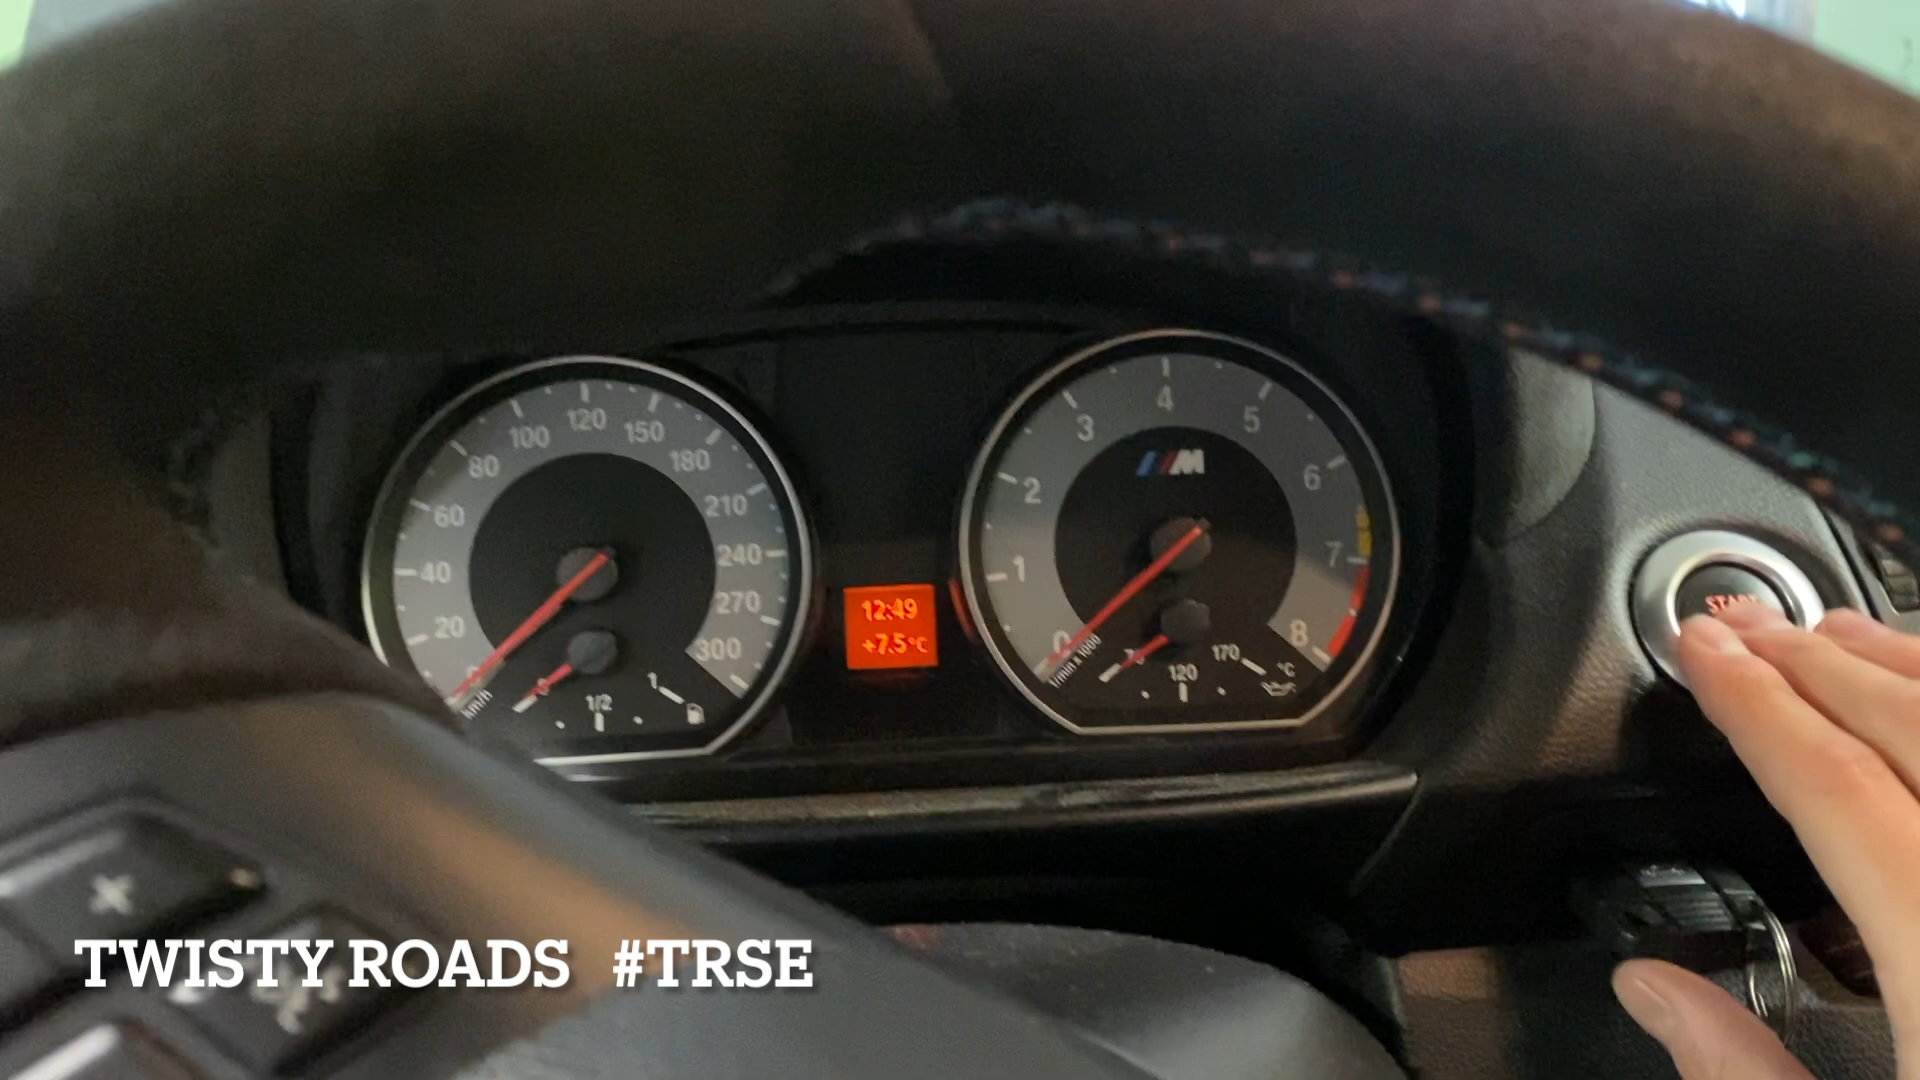 120
100 150
80 180
60 210
40 240
20 270
300
km/h
1/2
12:49
+7.5°C
4
3 5
2 6
1 7
0 8
1/min x 1000
M
120 170 °C
START
TWISTY ROADS #TRSE